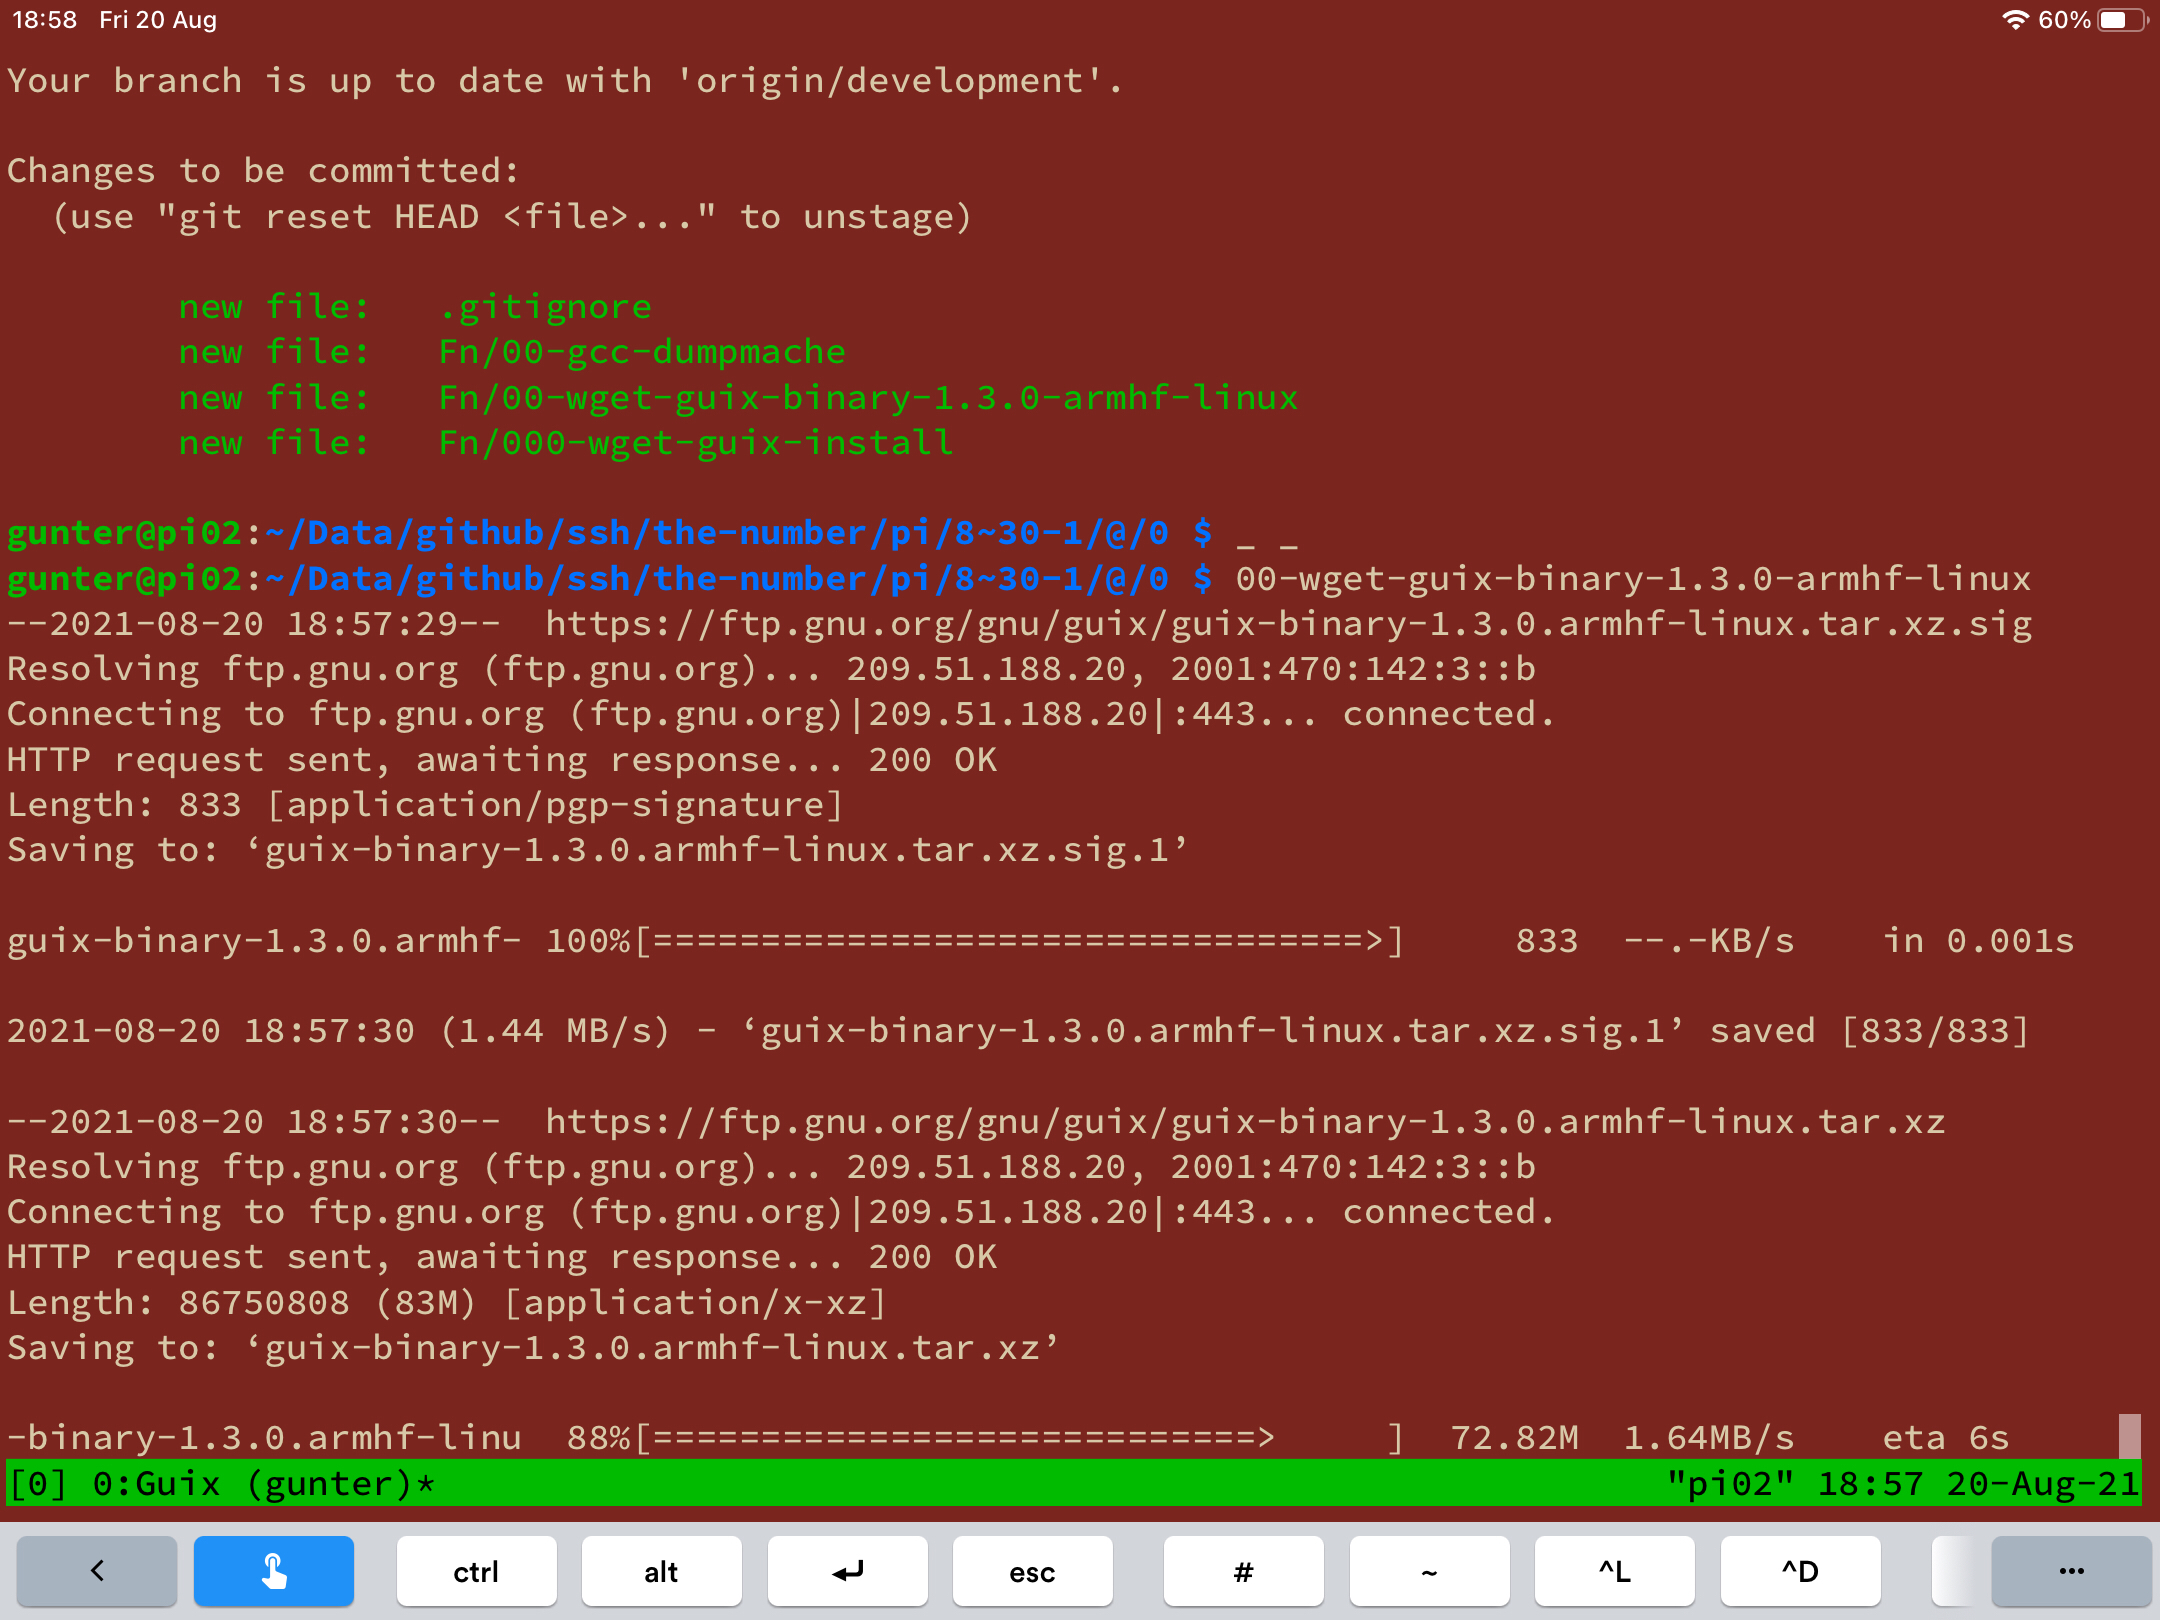 18:58 Fri 20 Aug 60%
Your branch is up to date with 'origin/development'.
Changes to be committed:
(use "git reset HEAD <file>..." to unstage)
new file: .gitignore
new file: Fn/00-gcc-dumpmache
new file: Fn/00-wget-guix-binary-1.3.0-armhf-linux
new file: Fn/000-wget-guix-install
gunter@pi02:~/Data/github/ssh/the-number/pi/8~30-1/@/0 $ _ _
gunter@pi02:~/Data/github/ssh/the-number/pi/8~30-1/@/0 $ 00-wget-guix-binary-1.3.0-armhf-linux
--2021-08-20 18:57:29-- https://ftp.gnu.org/gnu/guix/guix-binary-1.3.0.armhf-linux.tar.xz.sig
Resolving ftp.gnu.org (ftp.gnu.org)... 209.51.188.20, 2001:470:142:3::b
Connecting to ftp.gnu.org (ftp.gnu.org)|209.51.188.20|:443... connected.
HTTP request sent, awaiting response... 200 OK
Length: 833 [application/pgp-signature]
Saving to: ‘guix-binary-1.3.0.armhf-linux.tar.xz.sig.1’
guix-binary-1.3.0.armhf- 100%[=================================>] 833 --.-KB/s in 0.001s
2021-08-20 18:57:30 (1.44 MB/s) - ‘guix-binary-1.3.0.armhf-linux.tar.xz.sig.1’ saved [833/833]
--2021-08-20 18:57:30-- https://ftp.gnu.org/gnu/guix/guix-binary-1.3.0.armhf-linux.tar.xz
Resolving ftp.gnu.org (ftp.gnu.org)... 209.51.188.20, 2001:470:142:3::b
Connecting to ftp.gnu.org (ftp.gnu.org)|209.51.188.20|:443... connected.
HTTP request sent, awaiting response... 200 OK
Length: 86750808 (83M) [application/x-xz]
Saving to: ‘guix-binary-1.3.0.armhf-linux.tar.xz’
-binary-1.3.0.armhf-linu 88%[============================> ] 72.82M 1.64MB/s eta 6s
[0] 0:Guix (gunter)* "pi02" 18:57 20-Aug-21
< ctrl alt esc # ~ ^L ^D ...